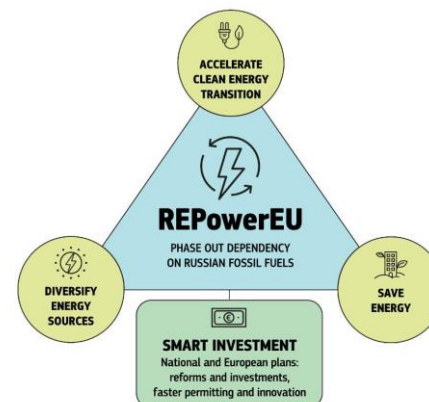 ACCELERATE
CLEAN ENERGY
TRANSITION
REPowerEU
PHASE OUT DEPENDENCY
ON RUSSIAN FOSSIL FUELS
DIVERSIFY
ENERGY
SOURCES
SAVE
ENERGY
€
SMART INVESTMENT
National and European plans:
reforms and investments,
faster permitting and innovation